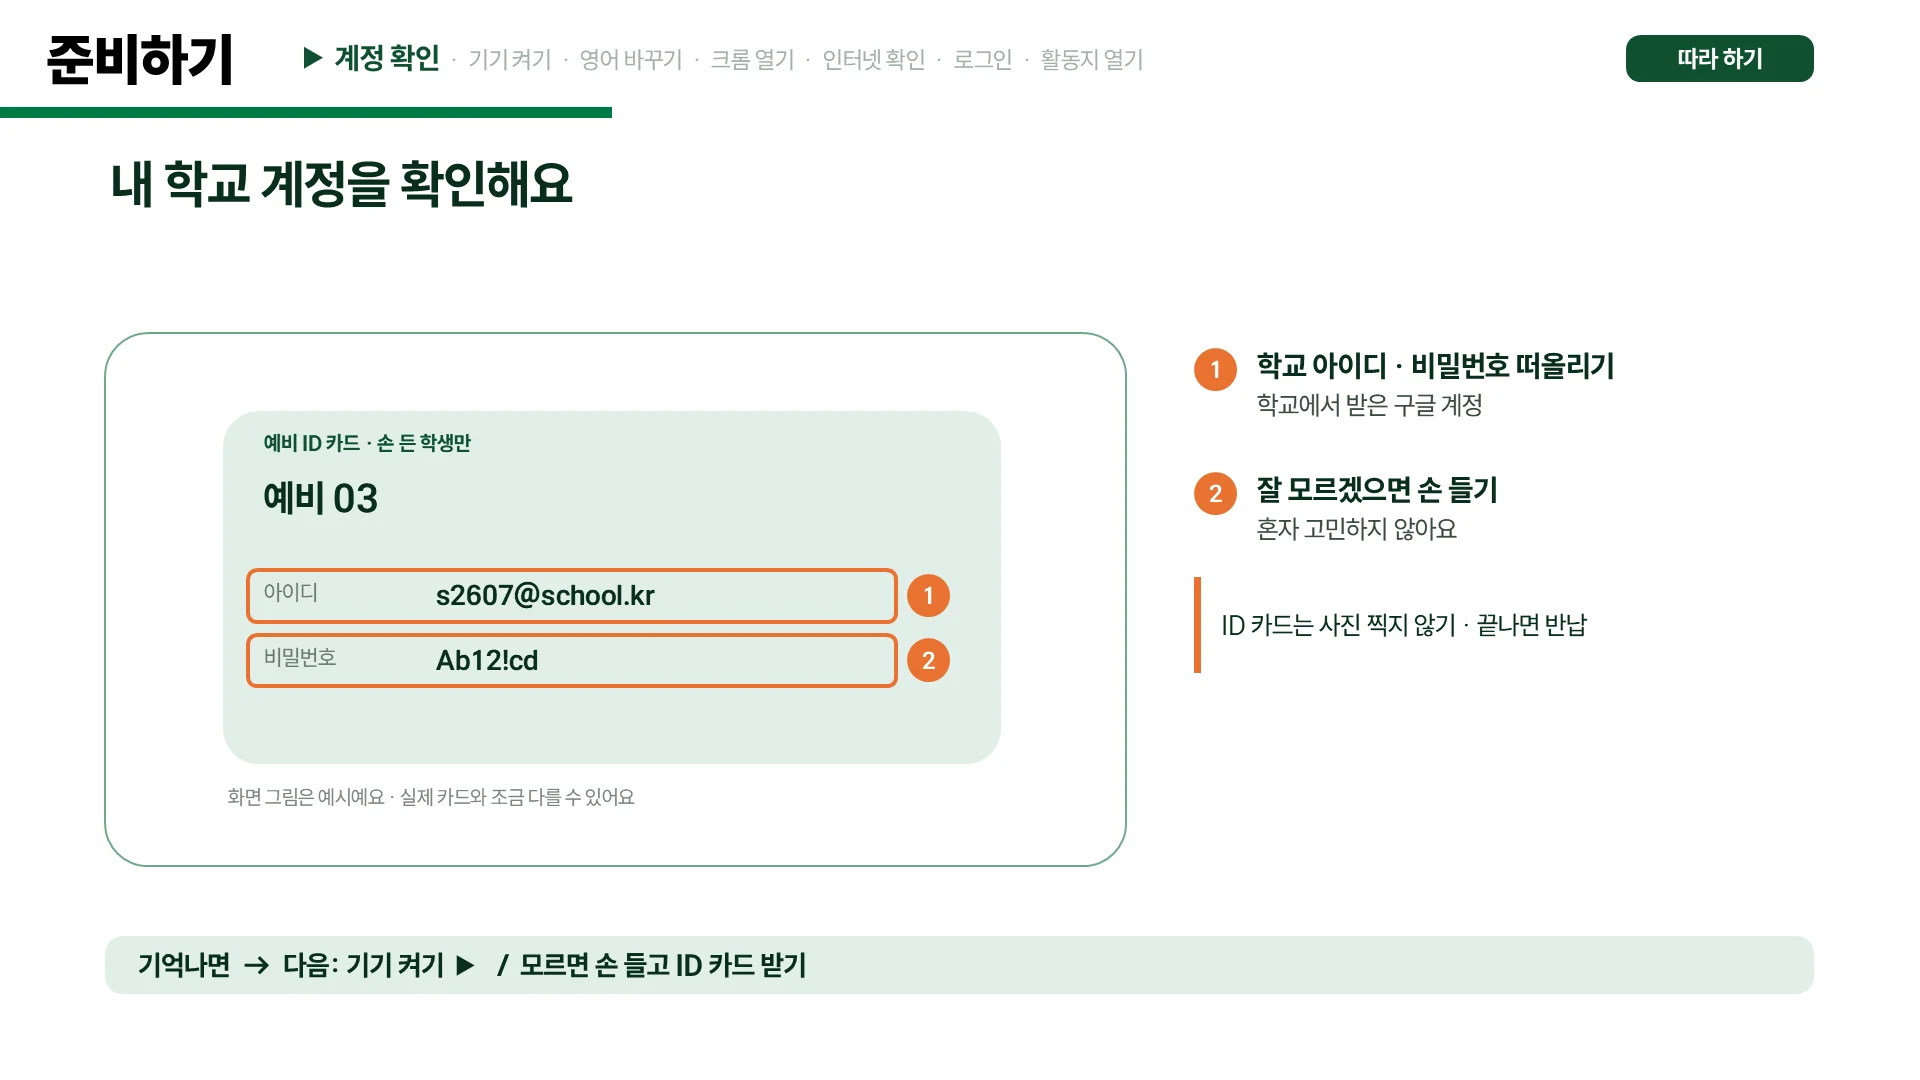 준비하기
▶ 계정 확인 · 기기 켜기 · 영어 바꾸기 · 크롬 열기 · 인터넷 확인 · 로그인 · 활동지 열기
따라 하기
내 학교 계정을 확인해요
예비 ID 카드 · 손 든 학생만
예비 03
아이디 s2607@school.kr 1
비밀번호 Ab12!cd 2
화면 그림은 예시예요 · 실제 카드와 조금 다를 수 있어요
1 학교 아이디 · 비밀번호 떠올리기
학교에서 받은 구글 계정
2 잘 모르겠으면 손 들기
혼자 고민하지 않아요
ID 카드는 사진 찍지 않기 · 끝나면 반납
기억나면 → 다음: 기기 켜기 ▶ / 모르면 손 들고 ID 카드 받기